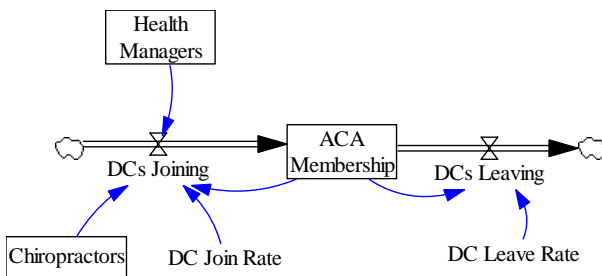 Health
Managers
ACA
Membership
DCs Joining
DCs Leaving
Chiropractors
DC Join Rate
DC Leave Rate